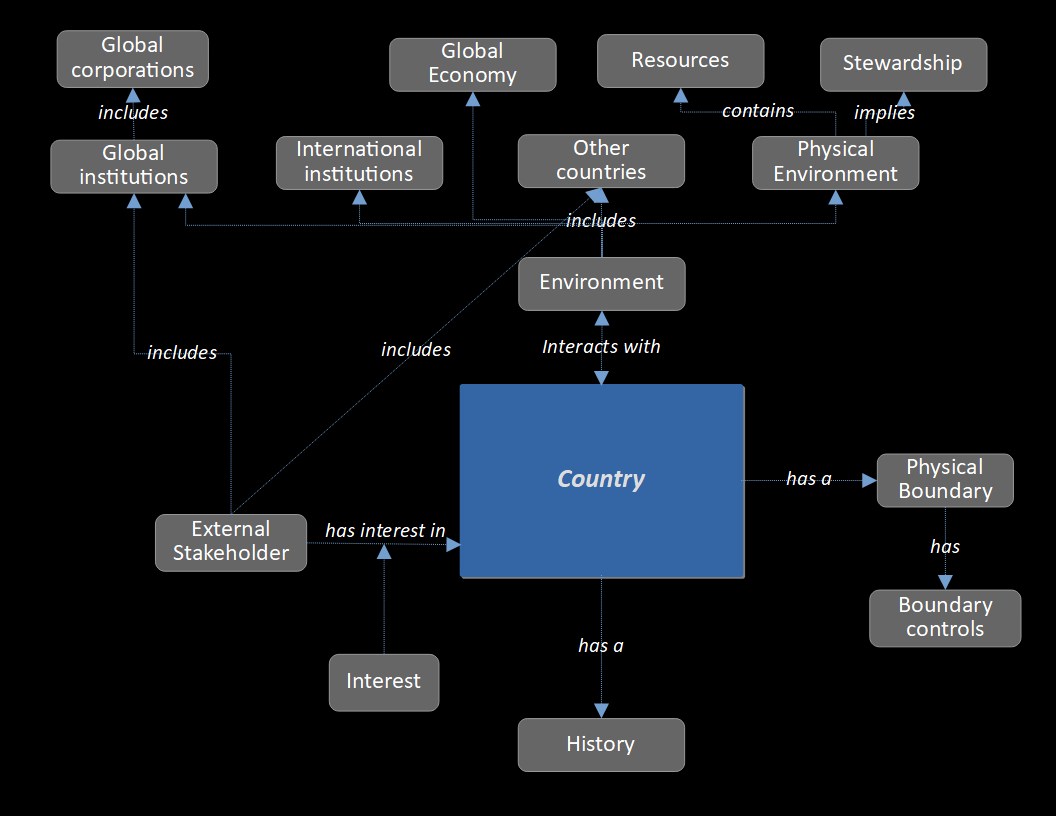 Global
corporations
Global
Economy
Resources
Stewardship
includes
contains
implies
Global
institutions
International
institutions
Other
countries
Physical
Environment
includes
Environment
includes
includes
Interacts with
Country
has a
Physical
Boundary
External
Stakeholder
has interest in
has
Boundary
controls
has a
Interest
History